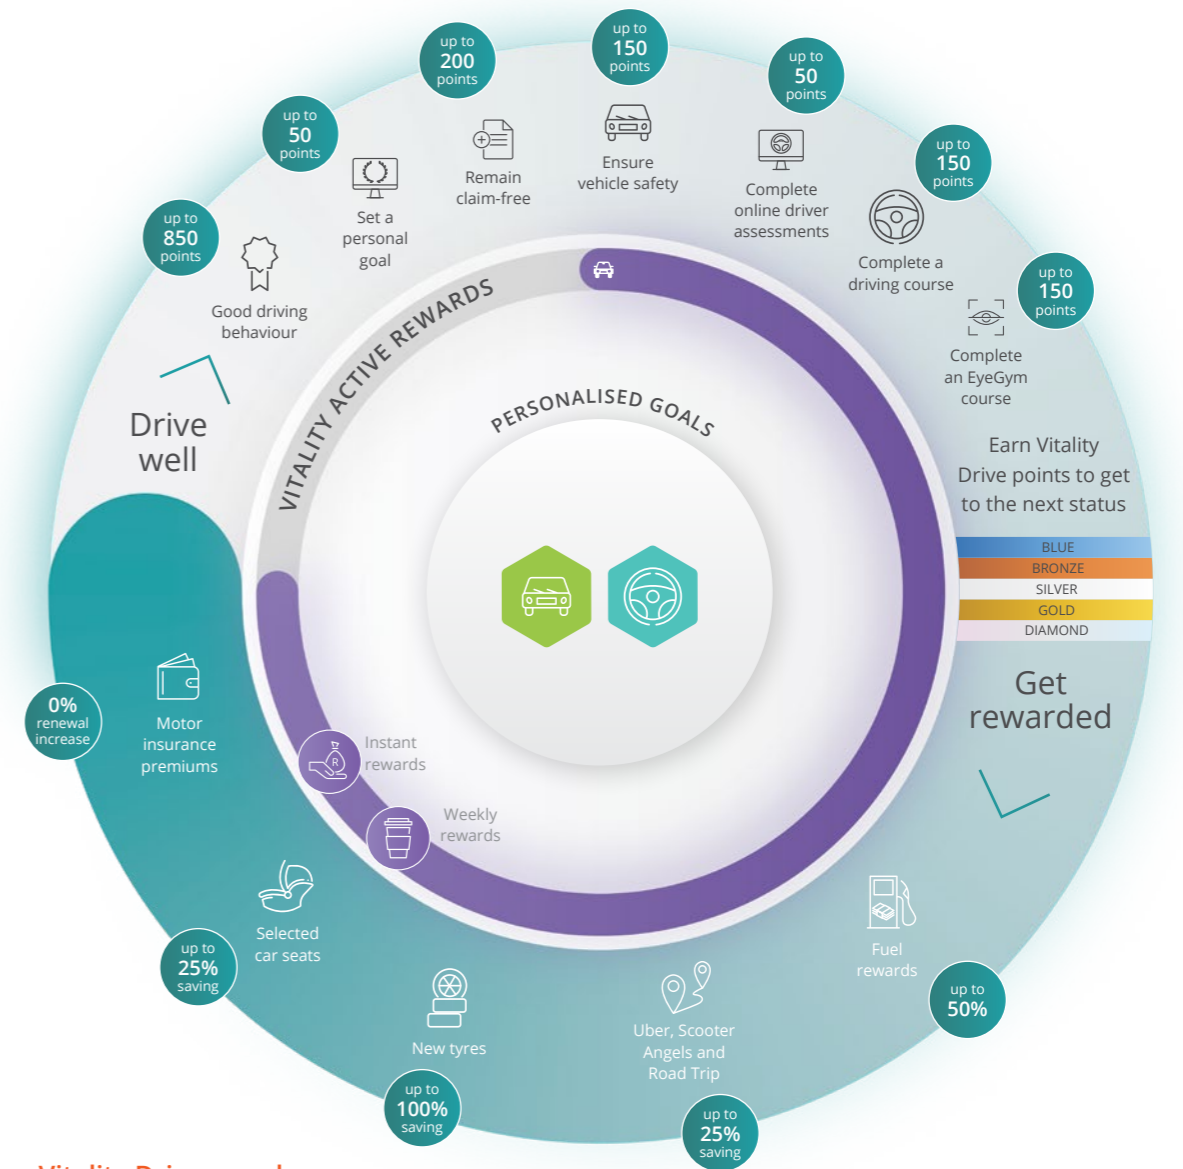 up to
850
points
Good driving
behaviour
up to
50
points
Set a
personal
goal
up to
200
points
Remain
claim-free
up to
150
points
Ensure
vehicle safety
up to
50
points
Complete
online driver
assessments
up to
150
points
Complete a
driving course
up to
150
points
Complete
an EyeGym
course
Drive
well
VITALITY ACTIVE REWARDS
PERSONALISED GOALS
Earn Vitality
Drive points to get
to the next status
BLUE
BRONZE
SILVER
GOLD
DIAMOND
Get
rewarded
Fuel
rewards
up to
50%
Uber, Scooter
Angels and
Road Trip
up to
25%
saving
New tyres
up to
100%
saving
Selected
car seats
up to
25%
saving
Motor
insurance
premiums
0%
renewal
increase
Instant
rewards
R
Weekly
rewards